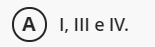 A I, III e IV.